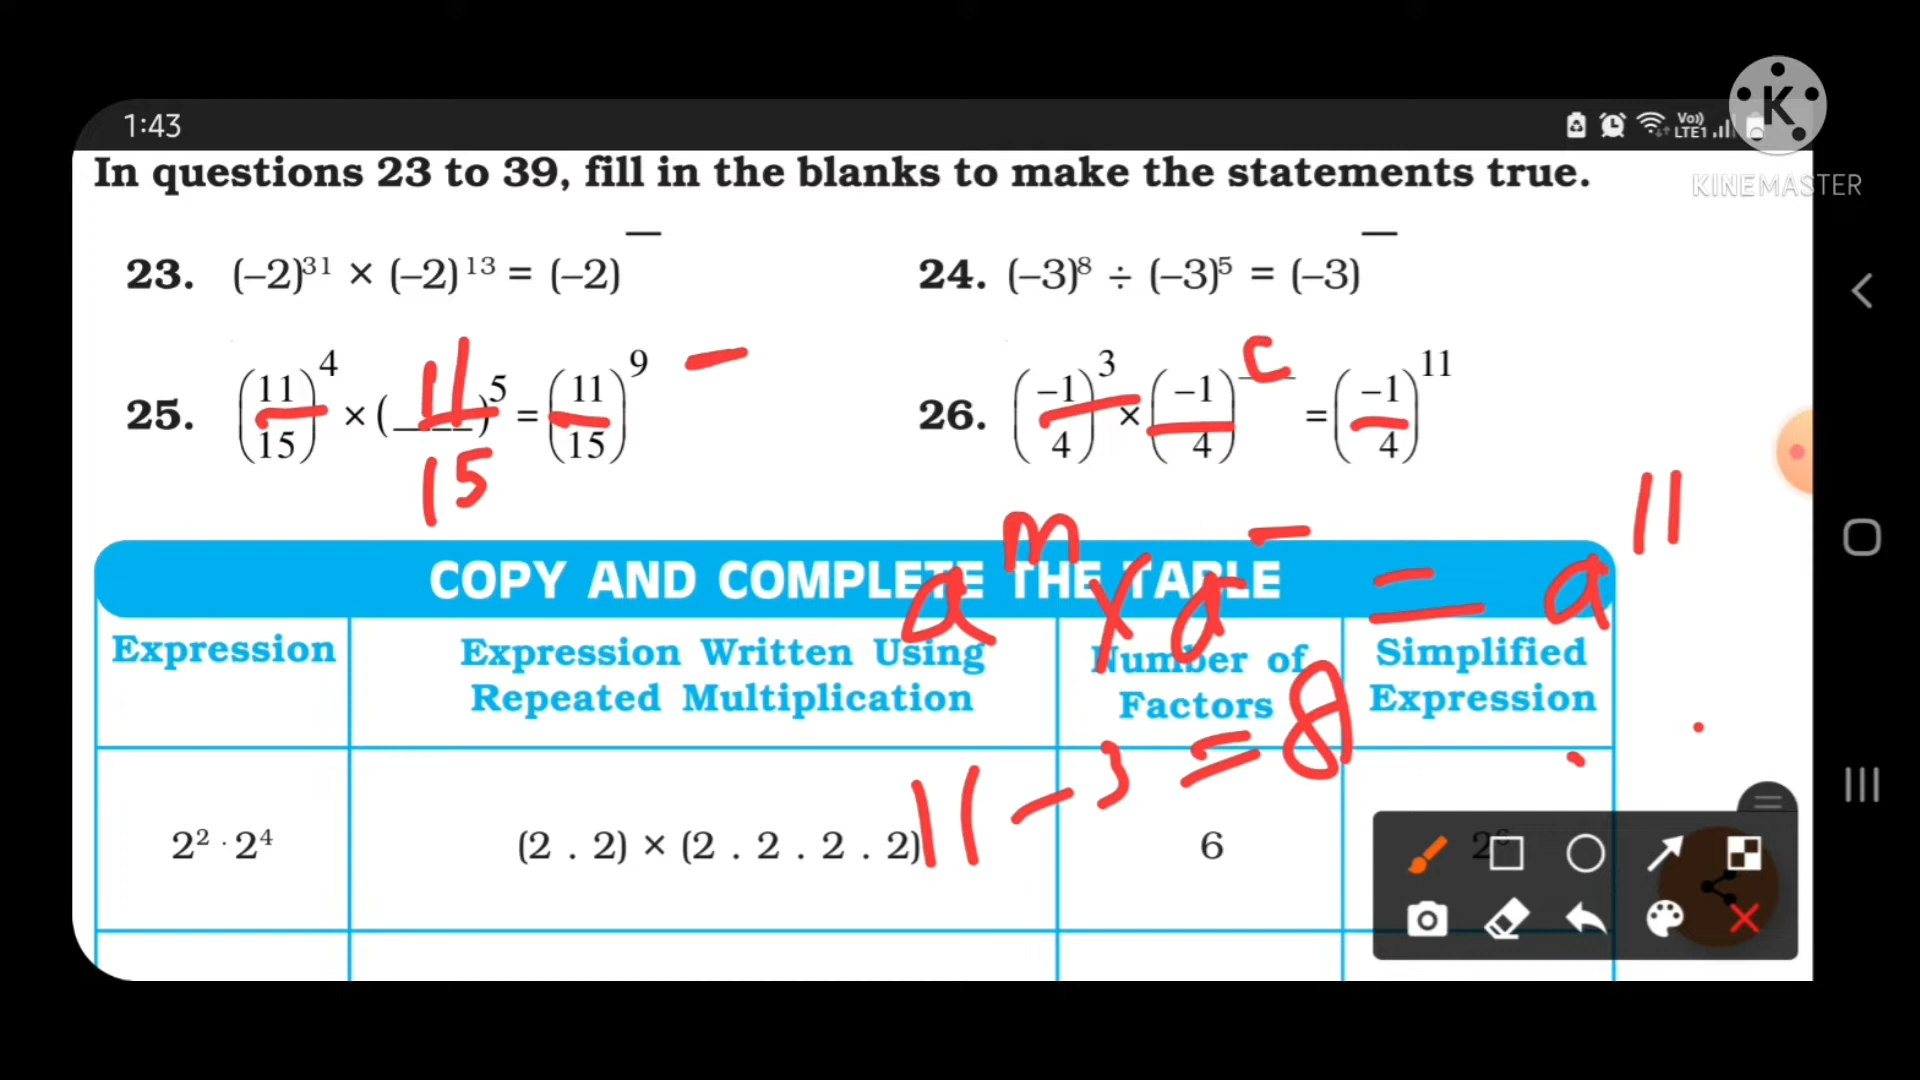 1:43
Vo)) LTE1
K
KINEMASTER
In questions 23 to 39, fill in the blanks to make the statements true.
23. (–2)³¹ × (–2)¹³ = (–2)—
24. (–3)⁸ ÷ (–3)⁵ = (–3)—
25. (11/15)⁴ × (11/15)⁵ = (11/15)⁹ –
26. (–1/4)³ × (–1/4)— = (–1/4)¹¹
aᵐ × a⁻ = a¹¹
COPY AND COMPLETE THE TABLE
Expression
Expression Written Using Repeated Multiplication
Number of Factors
Simplified Expression
11 – 3 = 8
2² · 2⁴
(2 . 2) × (2 . 2 . 2 . 2)
6